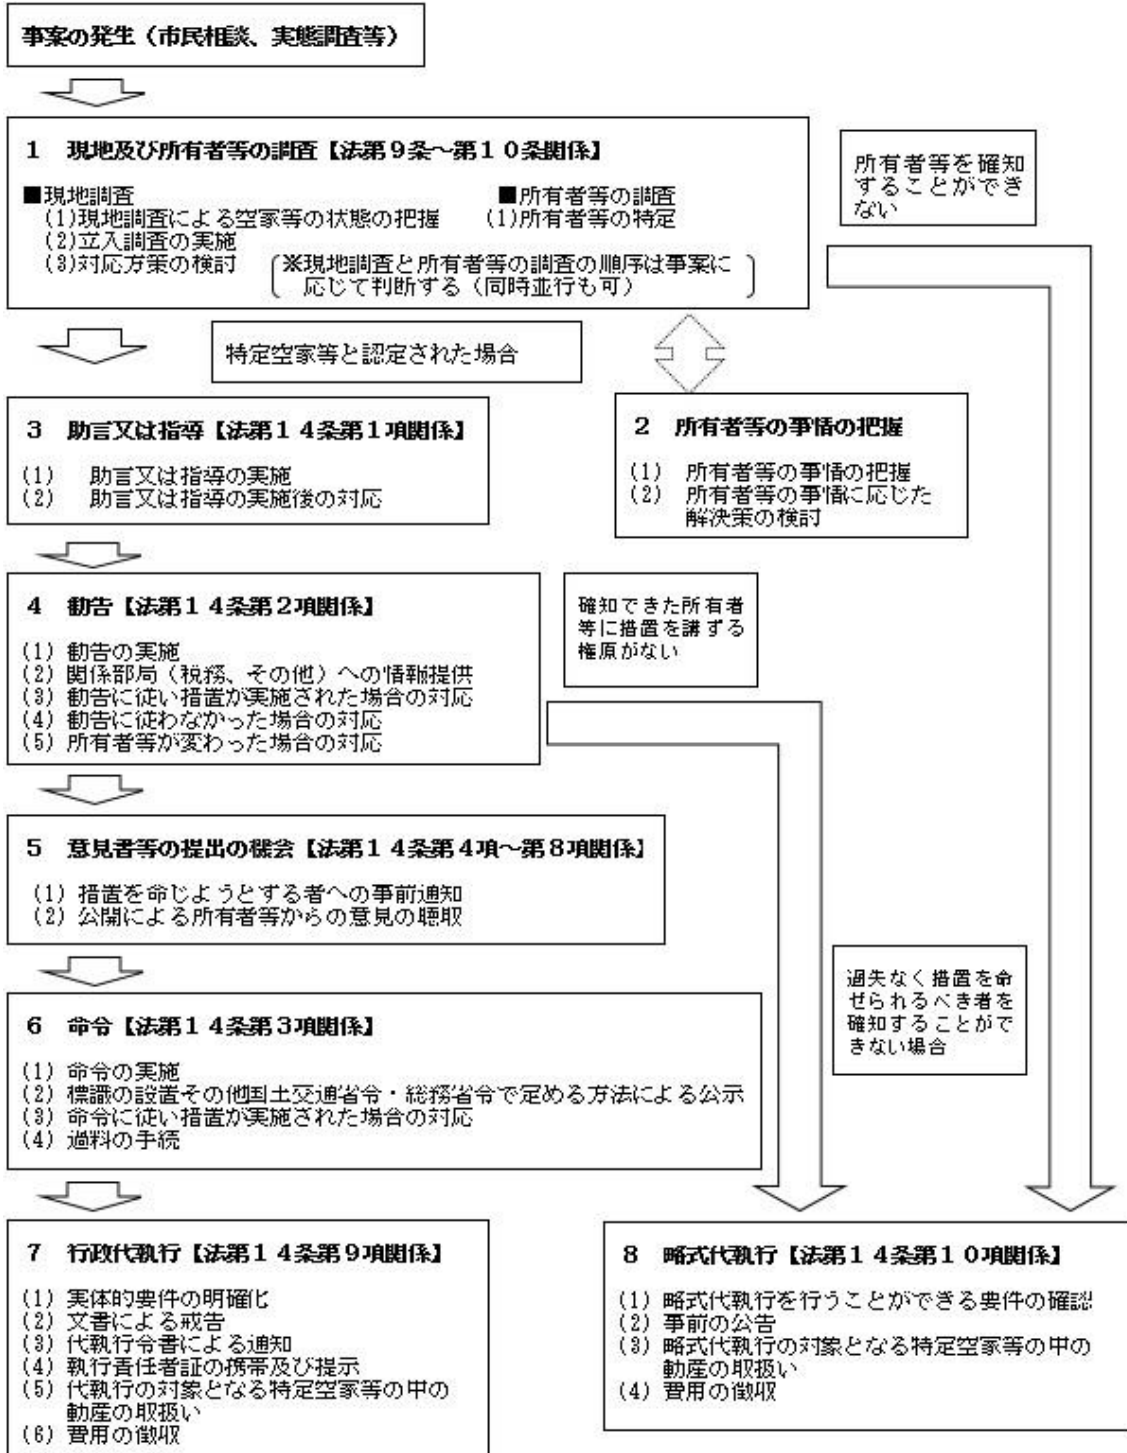 事案の発生（市民相談、実態調査等）
１　現地及び所有者等の調査【法第９条～第１０条関係】
■現地調査
(1)現地調査による空家等の状態の把握
(2)立入調査の実施
(3)対応方策の検討
■所有者等の調査
(1)所有者等の特定
※現地調査と所有者等の調査の順序は事案に
応じて判断する（同時並行も可）
所有者等を確知
することができ
ない
特定空家等と認定された場合
２　所有者等の事情の把握
(1)　所有者等の事情の把握
(2)　所有者等の事情に応じた
解決策の検討
３　助言又は指導【法第１４条第１項関係】
(1)　助言又は指導の実施
(2)　助言又は指導の実施後の対応
４　勧告【法第１４条第２項関係】
(1) 勧告の実施
(2) 関係部局（税務、その他）への情報提供
(3) 勧告に従い措置が実施された場合の対応
(4) 勧告に従わなかった場合の対応
(5) 所有者等が変わった場合の対応
確知できた所有者
等に措置を講ずる
権原がない
５　意見者等の提出の機会【法第１４条第４項～第８項関係】
(1) 措置を命じようとする者への事前通知
(2) 公開による所有者等からの意見の聴取
過失なく措置を命
ぜられるべき者を
確知することがで
きない場合
６　命令【法第１４条第３項関係】
(1) 命令の実施
(2) 標識の設置その他国土交通省令・総務省令で定める方法による公示
(3) 命令に従い措置が実施された場合の対応
(4) 過料の手続
７　行政代執行【法第１４条第９項関係】
(1) 実体的要件の明確化
(2) 文書による戒告
(3) 代執行令書による通知
(4) 執行責任者証の携帯及び提示
(5) 代執行の対象となる特定空家等の中の
動産の取扱い
(6) 費用の徴収
８　略式代執行【法第１４条第１０項関係】
(1) 略式代執行を行うことができる要件の確認
(2) 事前の公告
(3) 略式代執行の対象となる特定空家等の中の
動産の取扱い
(4) 費用の徴収